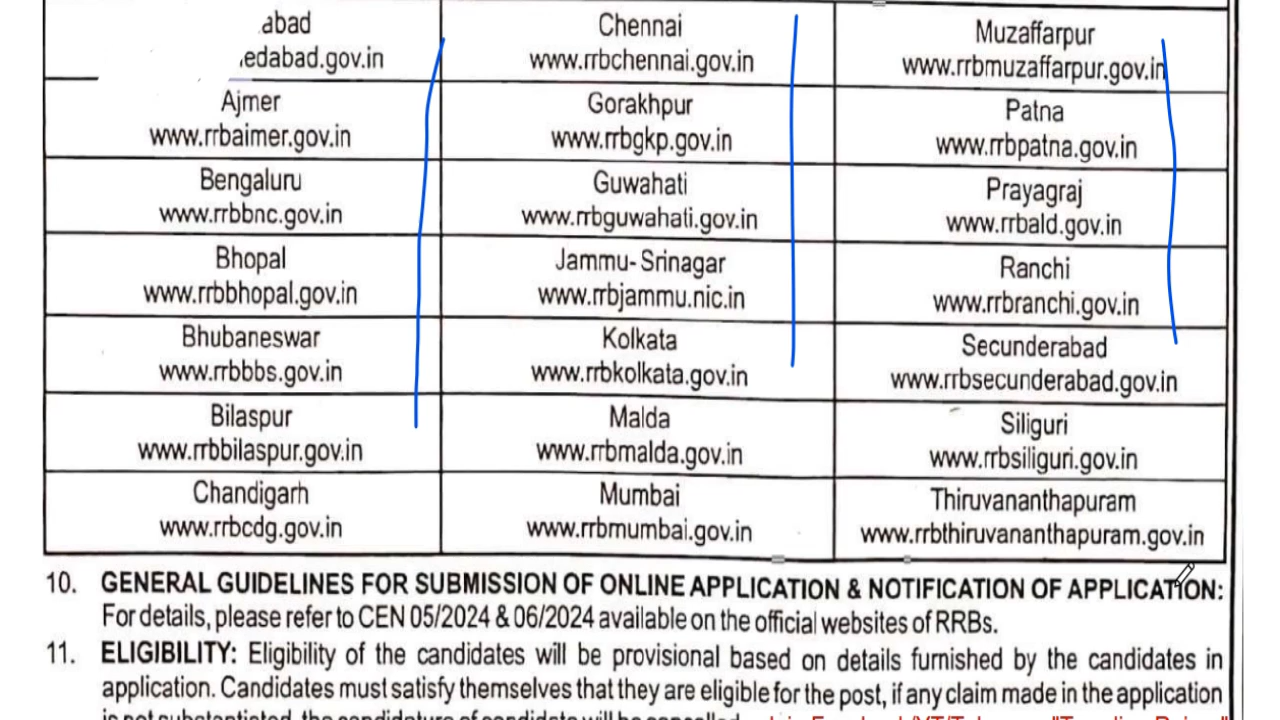 abad
edabad.gov.in
Chennai
www.rrbchennai.gov.in
Muzaffarpur
www.rrbmuzaffarpur.gov.in
Ajmer
www.rrbaimer.gov.in
Gorakhpur
www.rrbgkp.gov.in
Patna
www.rrbpatna.gov.in
Bengaluru
www.rrbbnc.gov.in
Guwahati
www.rrbguwahati.gov.in
Prayagraj
www.rrbald.gov.in
Bhopal
www.rrbbhopal.gov.in
Jammu-Srinagar
www.rrbjammu.nic.in
Ranchi
www.rrbranchi.gov.in
Bhubaneswar
www.rrbbbs.gov.in
Kolkata
www.rrbkolkata.gov.in
Secunderabad
www.rrbsecunderabad.gov.in
Bilaspur
www.rrbbilaspur.gov.in
Malda
www.rrbmalda.gov.in
Siliguri
www.rrbsiliguri.gov.in
Chandigarh
www.rrbcdg.gov.in
Mumbai
www.rrbmumbai.gov.in
Thiruvananthapuram
www.rrbthiruvananthapuram.gov.in
10. GENERAL GUIDELINES FOR SUBMISSION OF ONLINE APPLICATION & NOTIFICATION OF APPLICATION:
For details, please refer to CEN 05/2024 & 06/2024 available on the official websites of RRBs.
11. ELIGIBILITY: Eligibility of the candidates will be provisional based on details furnished by the candidates in
application. Candidates must satisfy themselves that they are eligible for the post, if any claim made in the application